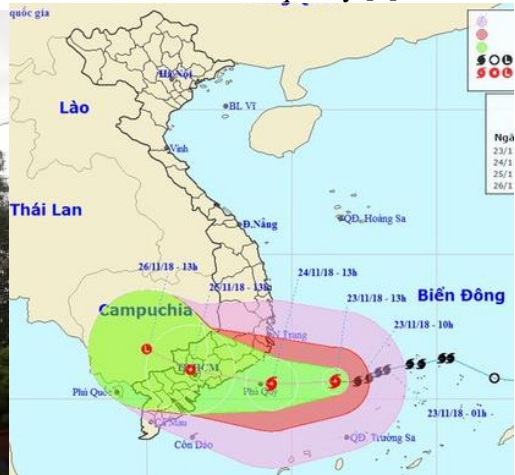 quốc gia
Hà Nội
BL Vĩ
Lào
Vinh
Ngà
23/1
24/1
25/1
26/1
Thái Lan
Đ.Nẵng
QĐ. Hoàng Sa
26/11/18 - 13h
25/11/18 - 13h
24/11/18 - 13h
23/11/18 - 13h
Biển Đông
Campuchia
23/11/18 - 10h
N Trang
HCM
L
Phú Quốc
Phú Quý
Cà Mau
Côn Đảo
QĐ. Trường Sa
23/11/18 - 01h